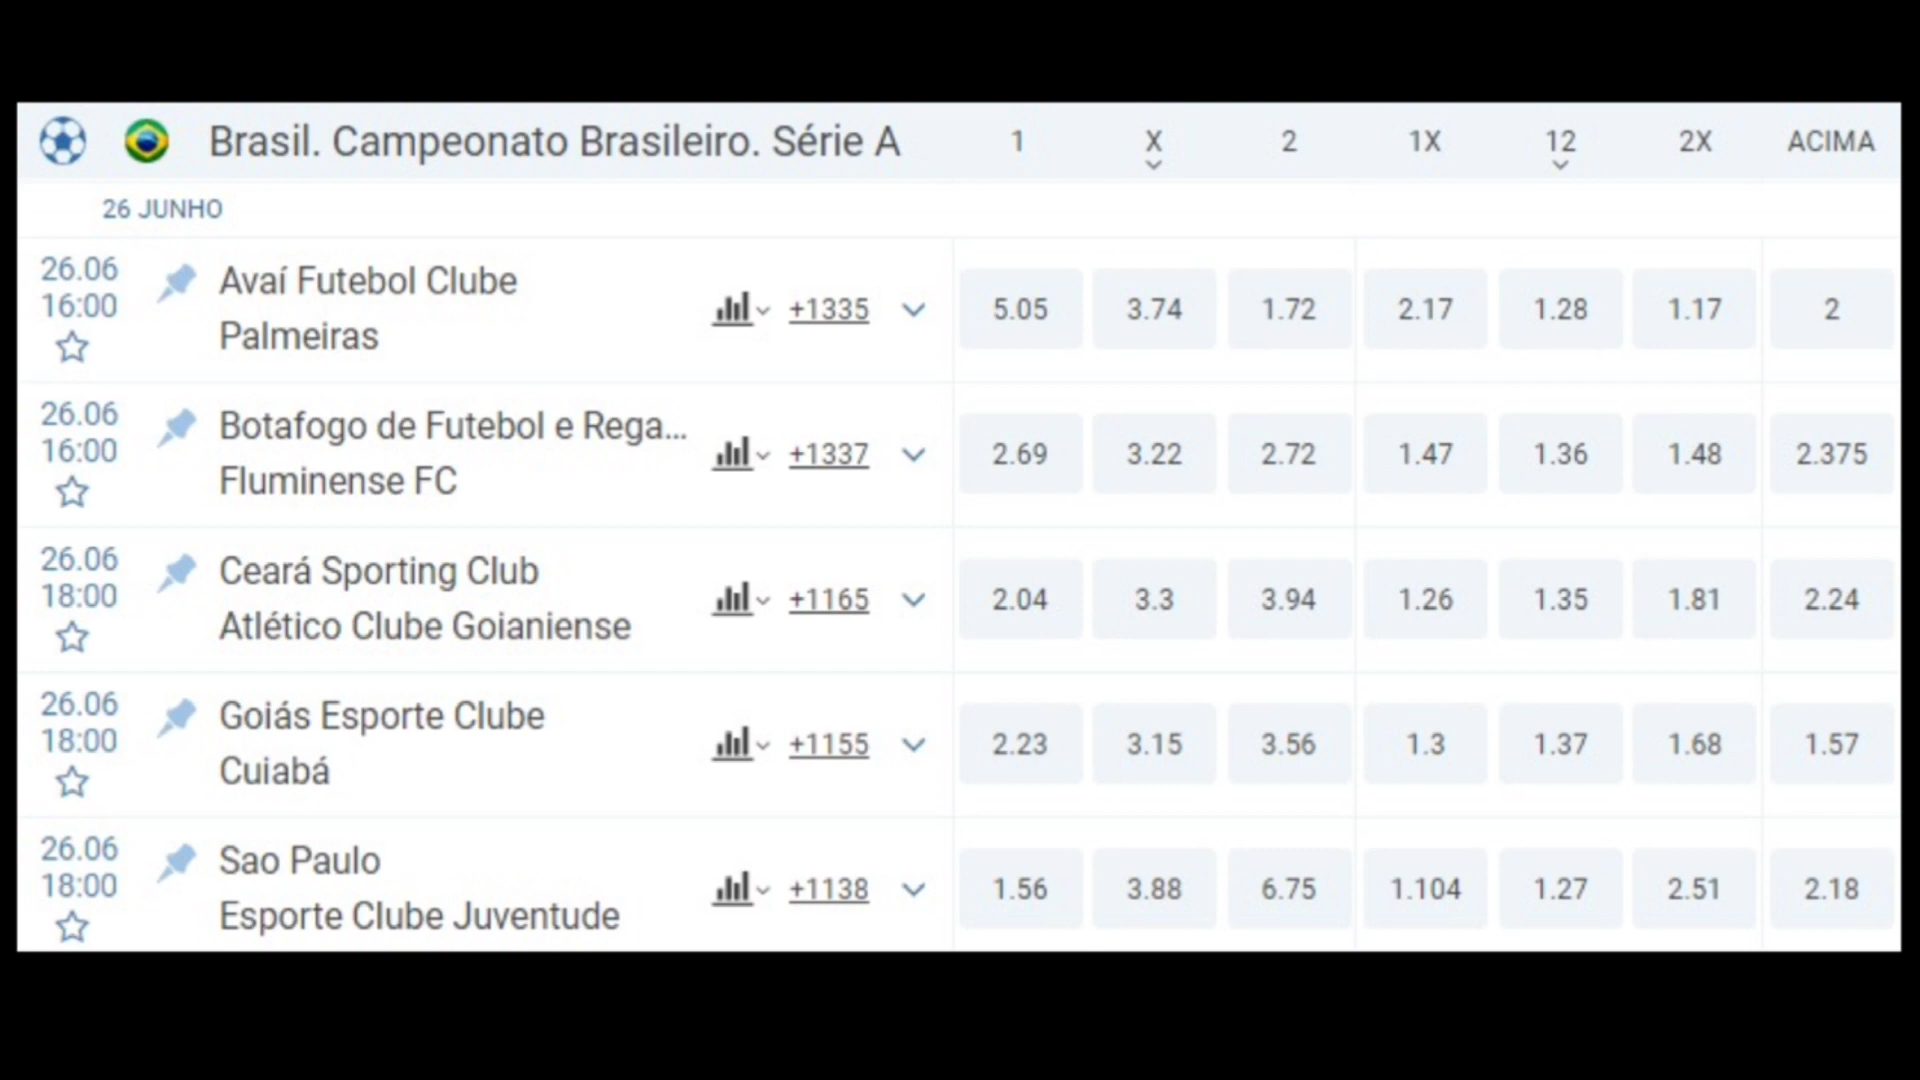 Brasil. Campeonato Brasileiro. Série A 1 X 2 1X 12 2X ACIMA
26 JUNHO
26.06
16:00
Avaí Futebol Clube
Palmeiras
+1335 5.05 3.74 1.72 2.17 1.28 1.17 2
26.06
16:00
Botafogo de Futebol e Rega...
Fluminense FC
+1337 2.69 3.22 2.72 1.47 1.36 1.48 2.375
26.06
18:00
Ceará Sporting Club
Atlético Clube Goianiense
+1165 2.04 3.3 3.94 1.26 1.35 1.81 2.24
26.06
18:00
Goiás Esporte Clube
Cuiabá
+1155 2.23 3.15 3.56 1.3 1.37 1.68 1.57
26.06
18:00
Sao Paulo
Esporte Clube Juventude
+1138 1.56 3.88 6.75 1.104 1.27 2.51 2.18